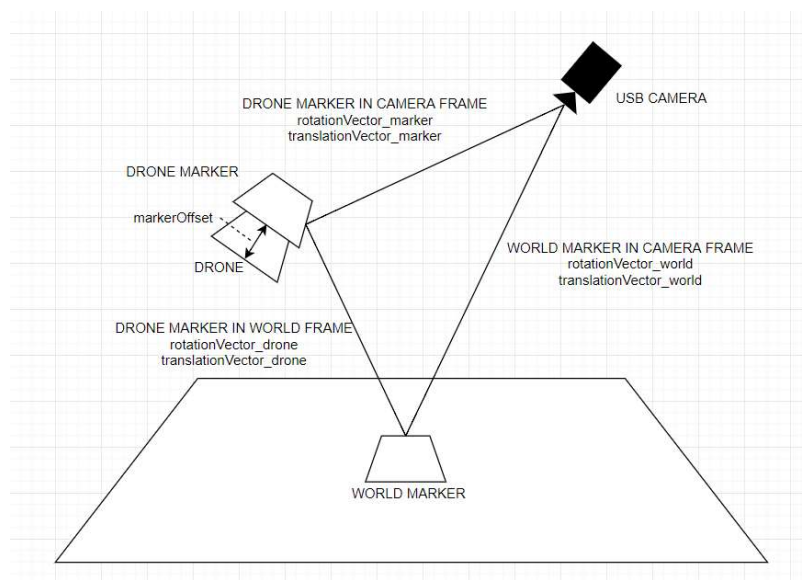 USB CAMERA
DRONE MARKER IN CAMERA FRAME
rotationVector_marker
translationVector_marker
DRONE MARKER
markerOffset
DRONE
WORLD MARKER IN CAMERA FRAME
rotationVector_world
translationVector_world
DRONE MARKER IN WORLD FRAME
rotationVector_drone
translationVector_drone
WORLD MARKER